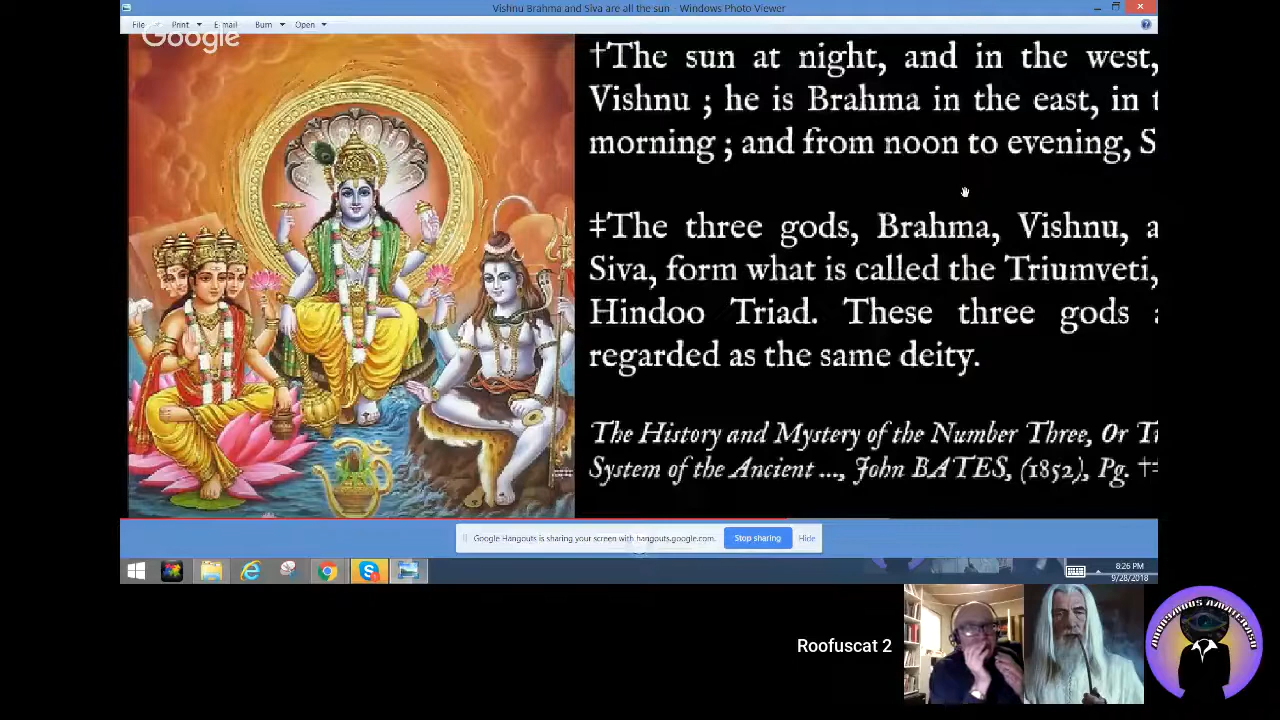 Vishnu Brahma and Siva are all the sun - Windows Photo Viewer
File Print E-mail Burn Open
Google
†The sun at night, and in the west,
Vishnu ; he is Brahma in the east, in
morning ; and from noon to evening, S
‡The three gods, Brahma, Vishnu, a
Siva, form what is called the Triumveti,
Hindoo Triad. These three gods
regarded as the same deity.
The History and Mystery of the Number Three, Or
System of the Ancient ..., John BATES, (1852), Pg. †
Google Hangouts is sharing your screen with hangouts.google.com. Stop sharing Hide
8:26 PM
9/28/2018
Roofuscat 2